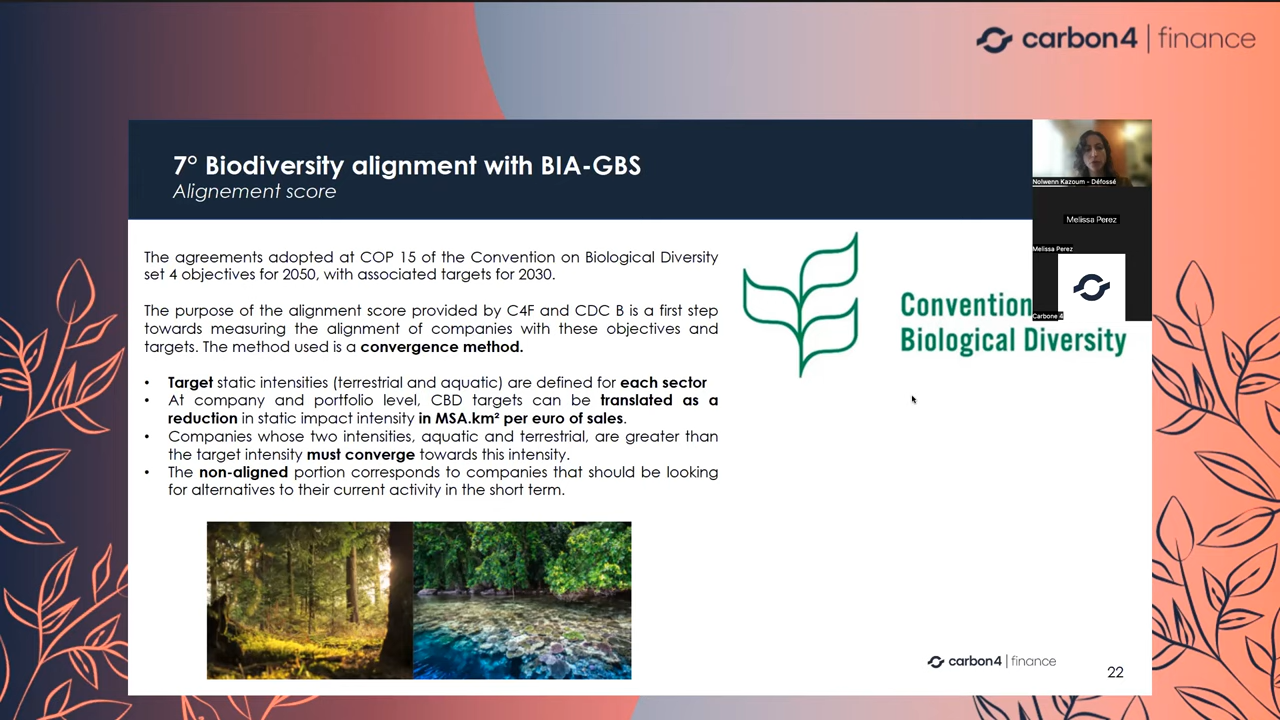 carbon4 | finance
7° Biodiversity alignment with BIA-GBS
Alignement score
Nolwenn Kazoum - Défossé
Melissa Perez
Melissa Perez
Carbone 4
The agreements adopted at COP 15 of the Convention on Biological Diversity
set 4 objectives for 2050, with associated targets for 2030.
The purpose of the alignment score provided by C4F and CDC B is a first step
towards measuring the alignment of companies with these objectives and
targets. The method used is a convergence method.
• Target static intensities (terrestrial and aquatic) are defined for each sector
• At company and portfolio level, CBD targets can be translated as a
reduction in static impact intensity in MSA.km² per euro of sales.
• Companies whose two intensities, aquatic and terrestrial, are greater than
the target intensity must converge towards this intensity.
• The non-aligned portion corresponds to companies that should be looking
for alternatives to their current activity in the short term.
Convention
Biological Diversity
carbon4 | finance
22